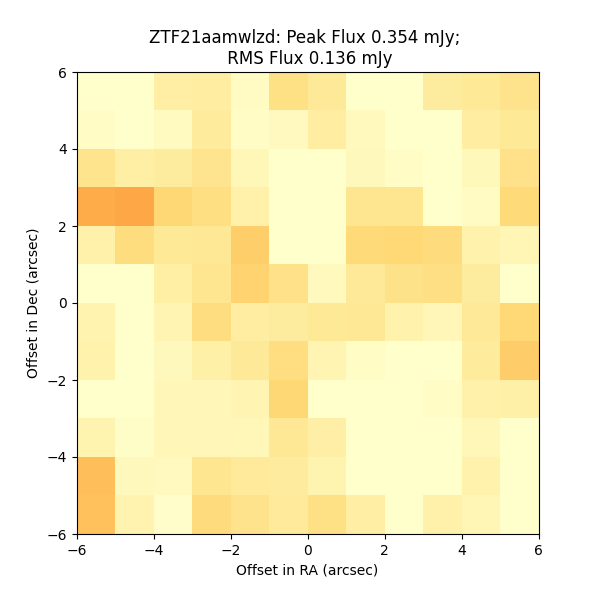 ZTF21aamwlzd: Peak Flux 0.354 mJy;
RMS Flux 0.136 mJy
6
4
2
0
−2
−4
−6
Offset in Dec (arcsec)
−6 −4 −2 0 2 4 6
Offset in RA (arcsec)